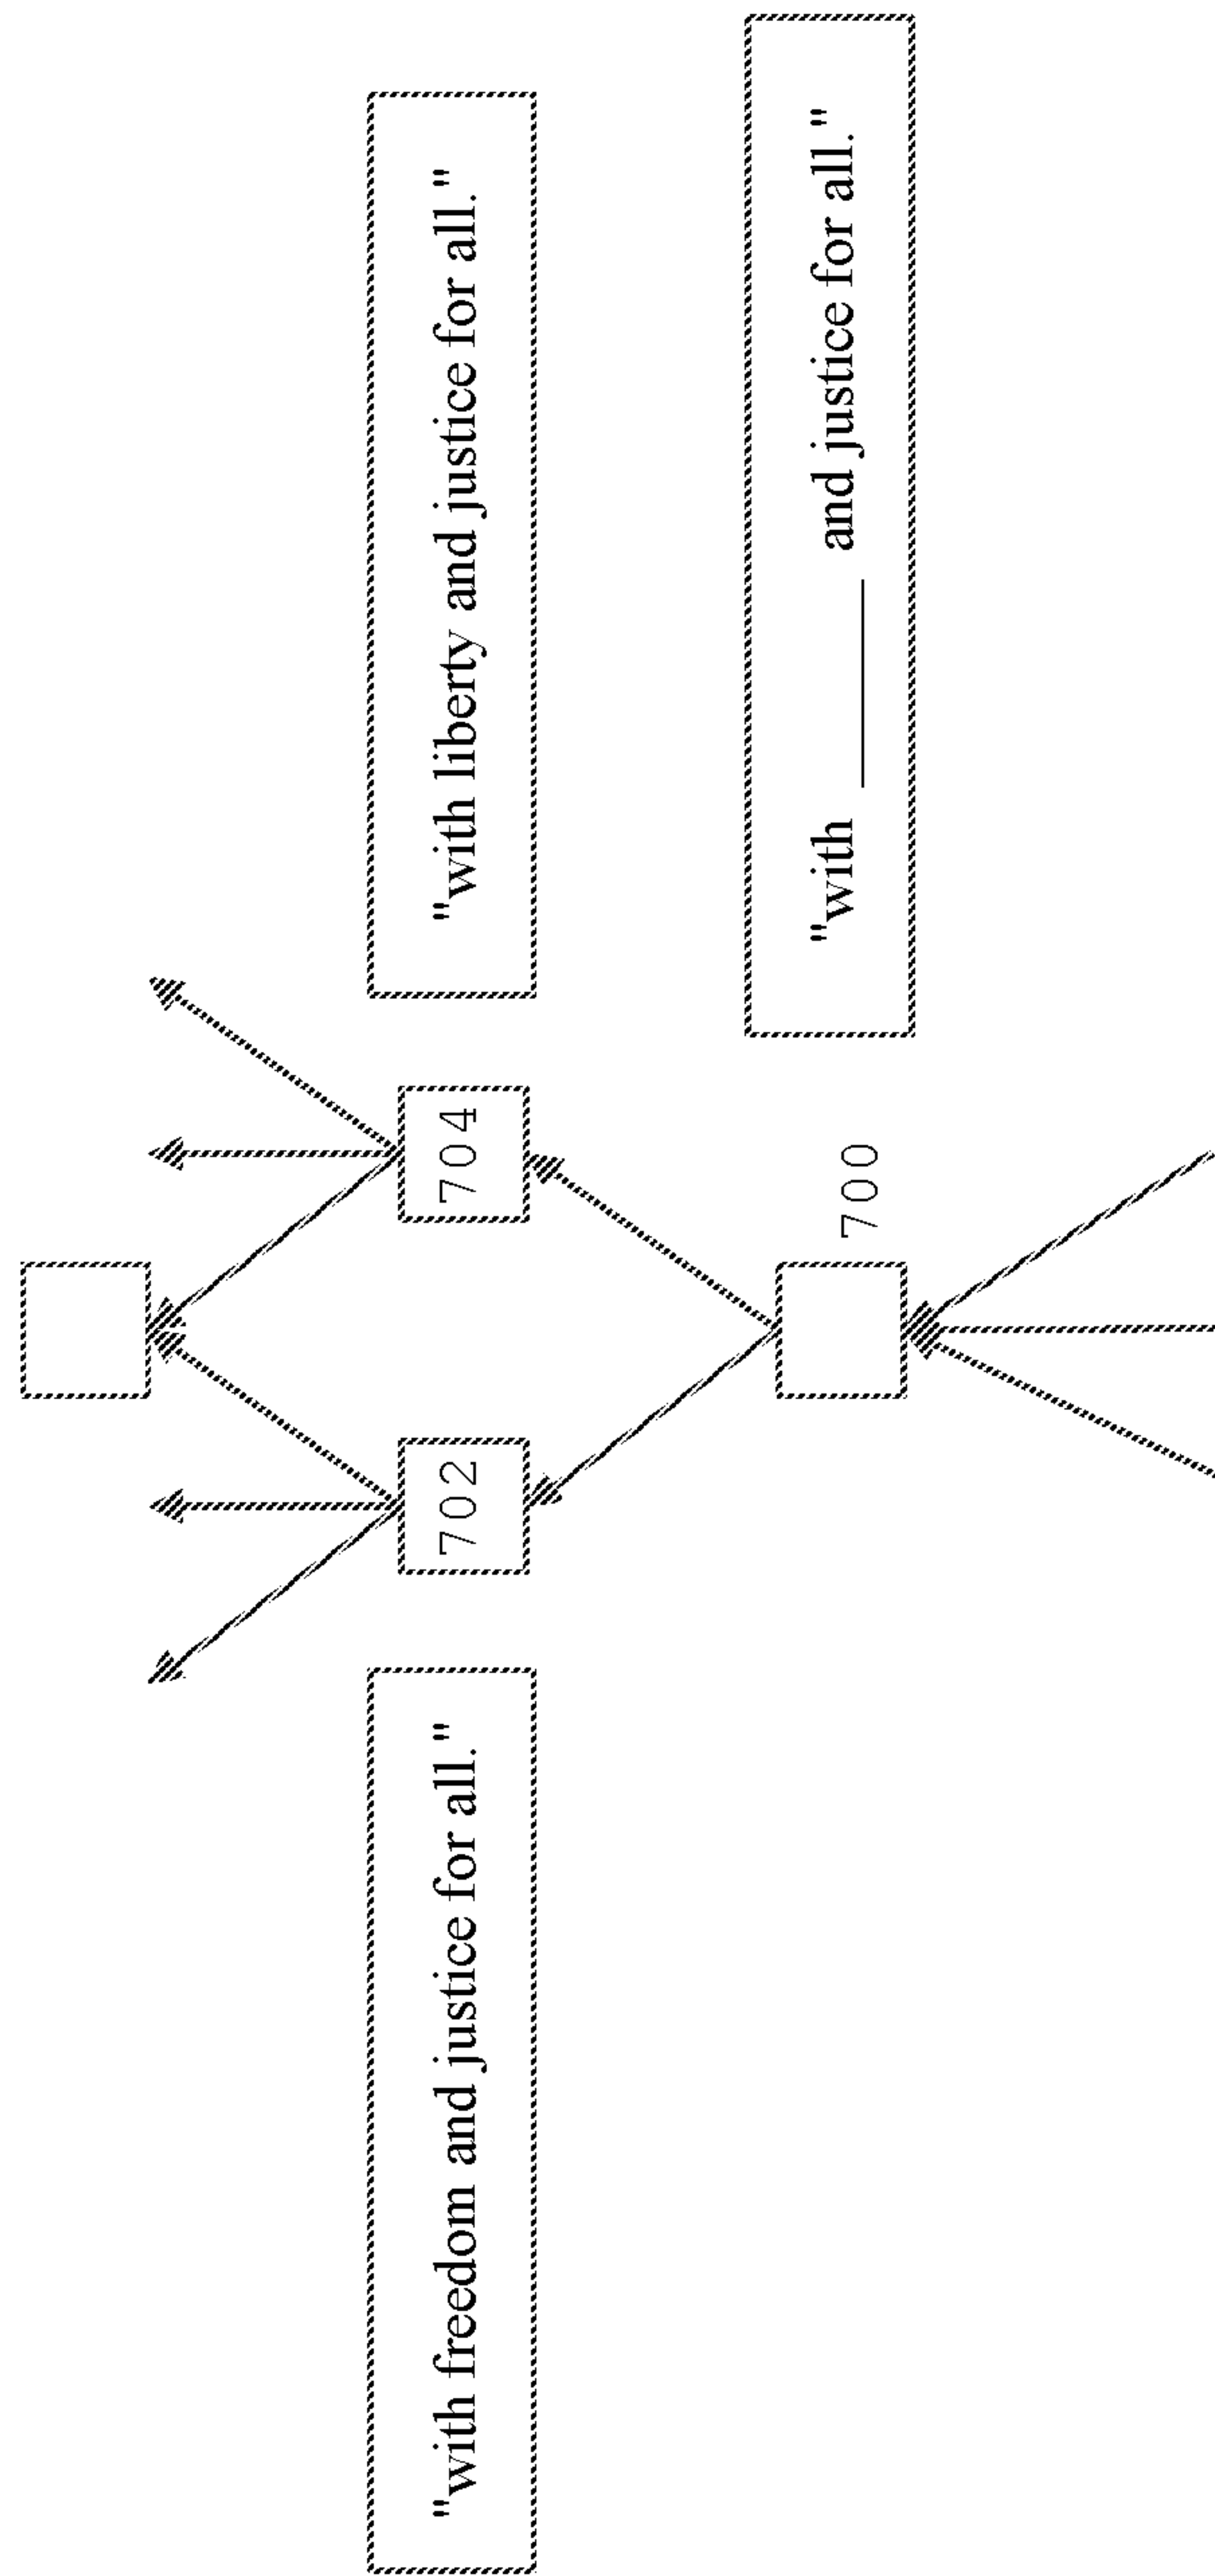 "with liberty and justice for all."
704
702
"with freedom and justice for all."
"with ______ and justice for all."
700